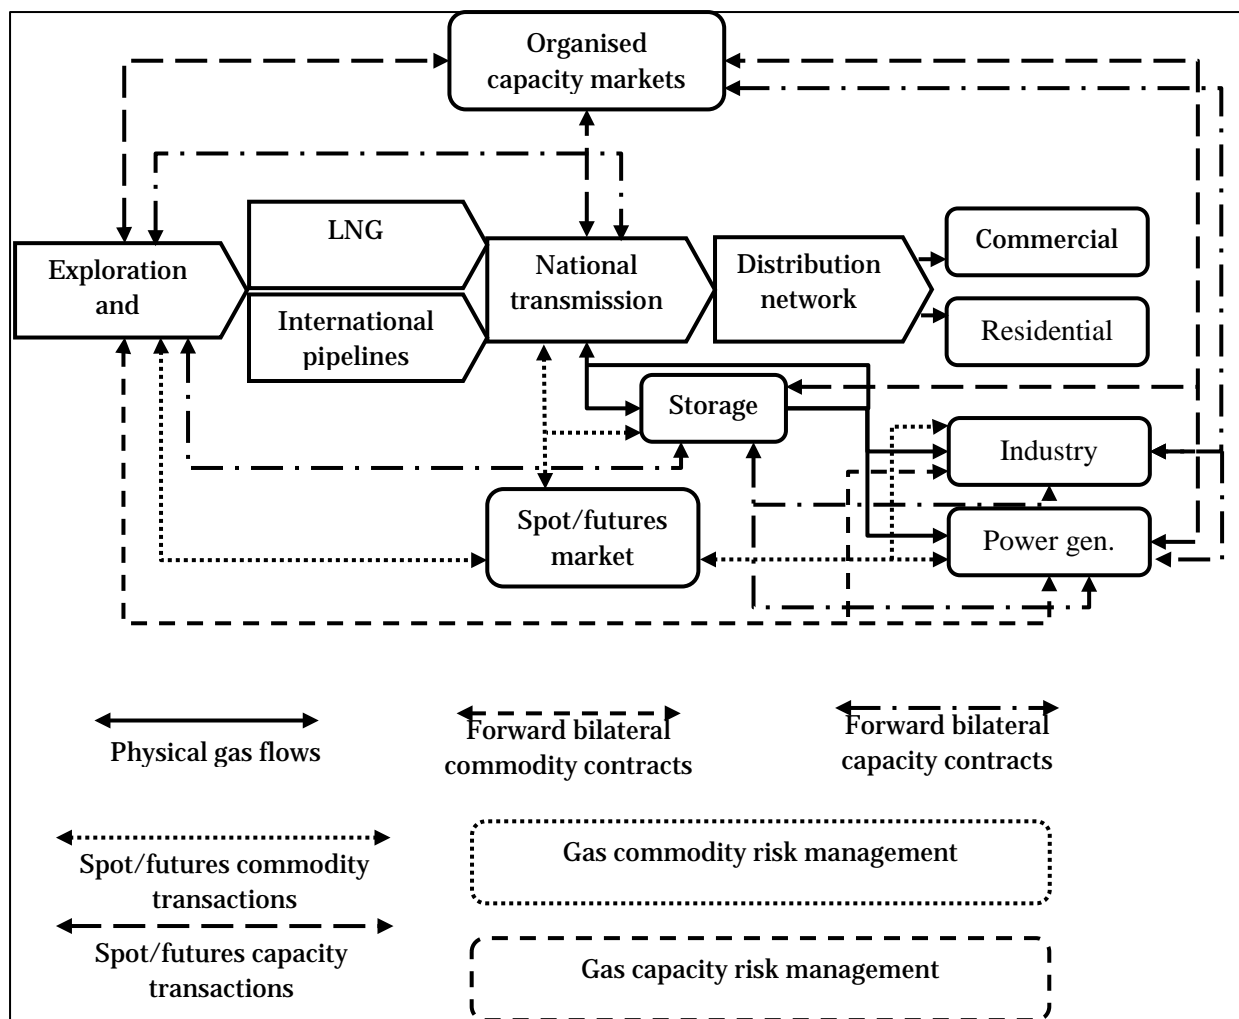 Organised
capacity markets
LNG
Exploration
and
International
pipelines
National
transmission
Distribution
network
Commercial
Residential
Storage
Industry
Spot/futures
market
Power gen.
Physical gas flows
Forward bilateral
commodity contracts
Forward bilateral
capacity contracts
Spot/futures commodity
transactions
Gas commodity risk management
Spot/futures capacity
transactions
Gas capacity risk management